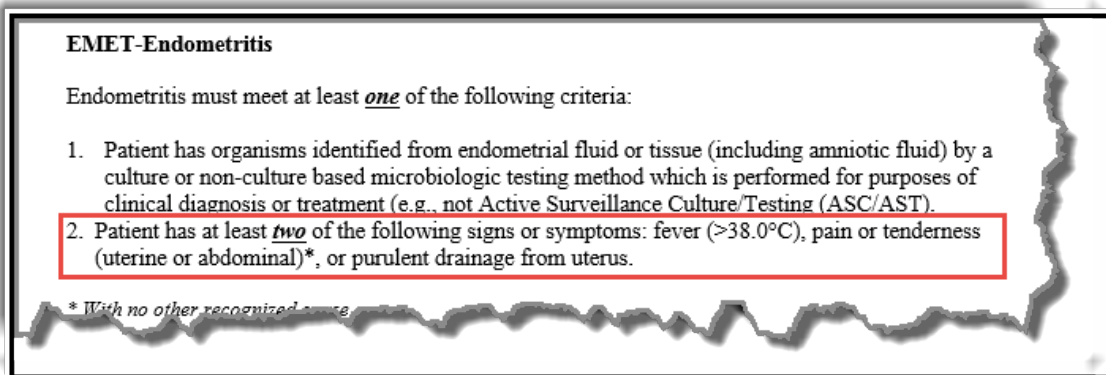 EMET-Endometritis
Endometritis must meet at least one of the following criteria:
1. Patient has organisms identified from endometrial fluid or tissue (including amniotic fluid) by a
culture or non-culture based microbiologic testing method which is performed for purposes of
clinical diagnosis or treatment (e.g., not Active Surveillance Culture/Testing (ASC/AST).
2. Patient has at least two of the following signs or symptoms: fever (>38.0°C), pain or tenderness
(uterine or abdominal)*, or purulent drainage from uterus.
* With no other recognized cause